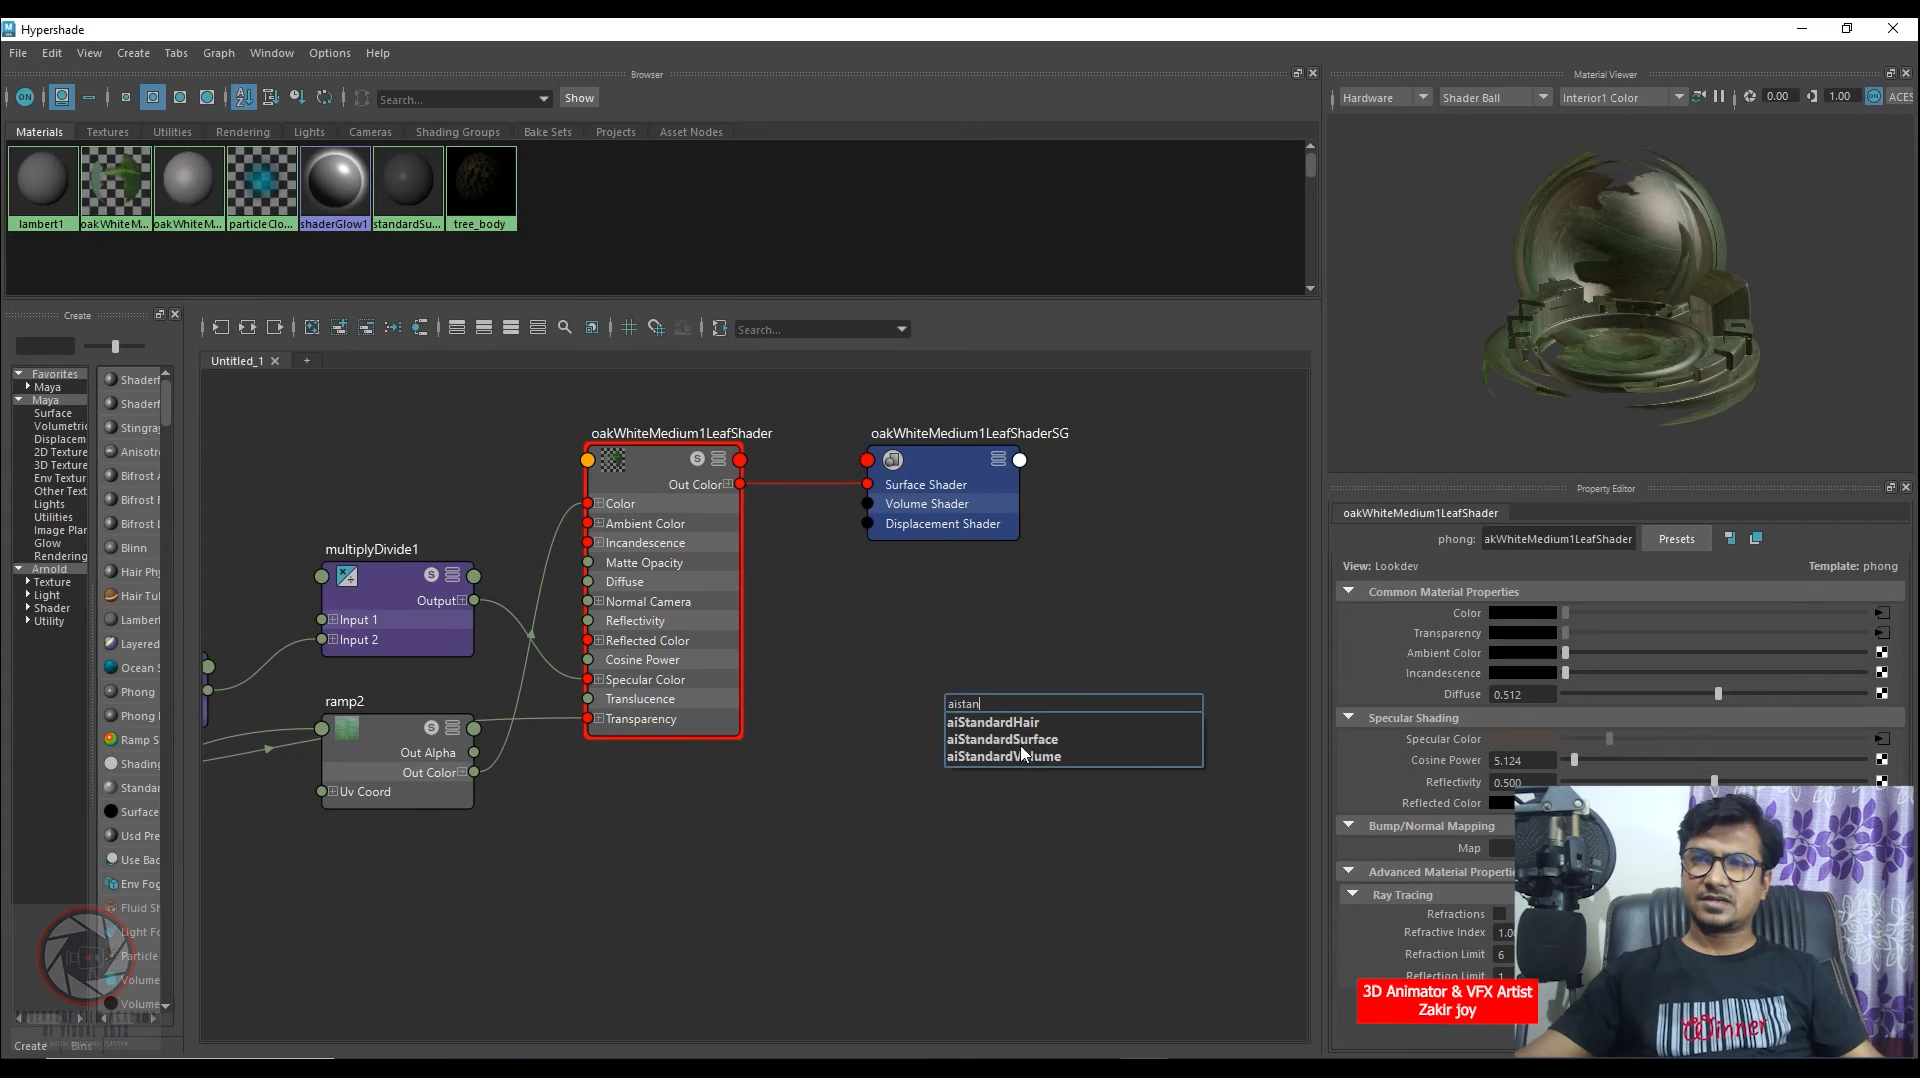 Hypershade
File Edit View Create Tabs Graph Window Options Help
Browser
Material Viewer
ON
Search...
Show
Hardware
Shader Ball
Interior1 Color
0.00
1.00
ON
ACES
Materials Textures Utilities Rendering Lights Cameras Shading Groups Bake Sets Projects Asset Nodes
lambert1 oakWhiteM... oakWhiteM... particleClo... shaderGlow1 standardSu... tree_body
Create
Search...
Untitled_1
+
Favorites
Maya
Maya
Surface
Volumetric
Displacem
2D Texture
3D Texture
Env Textur
Other Text
Lights
Utilities
Image Plan
Glow
Rendering
Arnold
Texture
Light
Shader
Utility
Shaderf
Shaderf
Stingray
Anisotr
Bifrost A
Bifrost F
Bifrost L
Blinn
Hair Phy
Hair Tul
Lambert
Layered
Ocean S
Phong
Phong
Ramp S
Shading
Standar
Surface
Usd Pre
Use Bac
Env Fog
Fluid Sh
Light Fo
Particle
Volume
Volume
Create
Bins
multiplyDivide1
S
Output
Input 1
Input 2
ramp2
S
Out Alpha
Out Color
Uv Coord
oakWhiteMedium1LeafShader
S
Out Color
Color
Ambient Color
Incandescence
Matte Opacity
Diffuse
Normal Camera
Reflectivity
Reflected Color
Cosine Power
Specular Color
Translucence
Transparency
oakWhiteMedium1LeafShaderSG
Surface Shader
Volume Shader
Displacement Shader
aistan
aiStandardHair
aiStandardSurface
aiStandardVolume
Property Editor
oakWhiteMedium1LeafShader
phong: akWhiteMedium1LeafShader
Presets
View: Lookdev
Template: phong
Common Material Properties
Color
Transparency
Ambient Color
Incandescence
Diffuse 0.512
Specular Shading
Specular Color
Cosine Power 5.124
Reflectivity 0.500
Reflected Color
Bump/Normal Mapping
Map
Advanced Material Properti
Ray Tracing
Refractions
Refractive Index 1.0
Refraction Limit 6
Reflection Limit 1
3D Animator & VFX Artist
Zakir joy
Winner